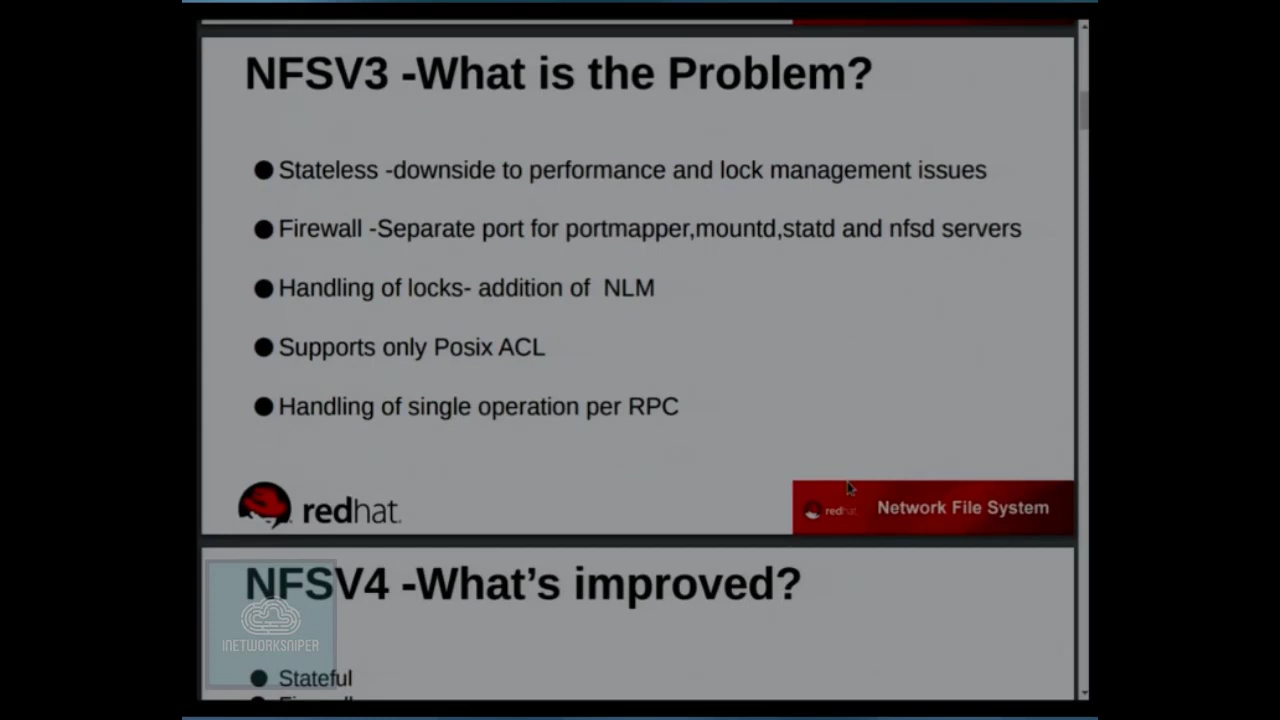 NFSV3 -What is the Problem?
Stateless -downside to performance and lock management issues
Firewall -Separate port for portmapper,mountd,statd and nfsd servers
Handling of locks- addition of NLM
Supports only Posix ACL
Handling of single operation per RPC
redhat.
redhat
Network File System
NFSV4 -What's improved?
INETWORKSNIPER
Stateful